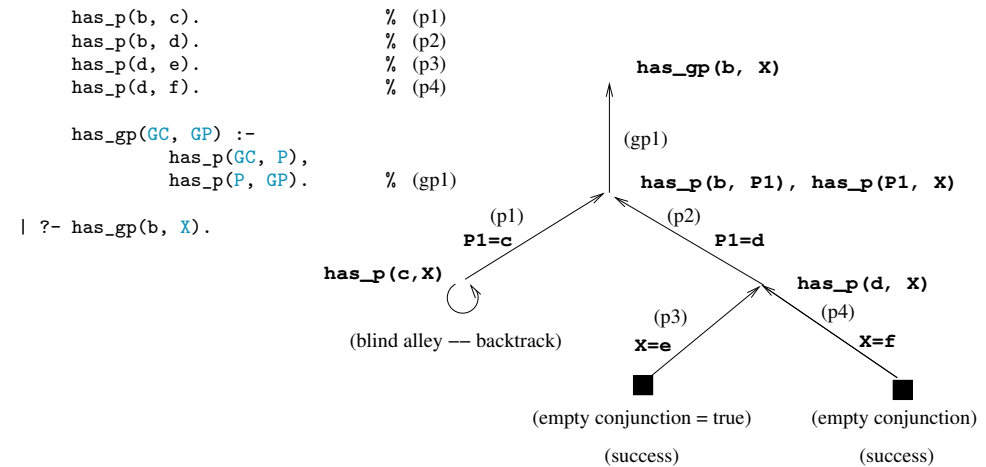 has_p(b, c). % (p1)
has_p(b, d). % (p2)
has_p(d, e). % (p3)
has_p(d, f). % (p4)
has_gp(GC, GP) :-
has_p(GC, P),
has_p(P, GP). % (gp1)
| ?- has_gp(b, X).
has_gp(b, X)
(gp1)
has_p(b, P1), has_p(P1, X)
(p1)
P1=c
(p2)
P1=d
has_p(c,X)
(blind alley −− backtrack)
has_p(d, X)
(p3)
X=e
(p4)
X=f
(empty conjunction = true)
(success)
(empty conjunction)
(success)